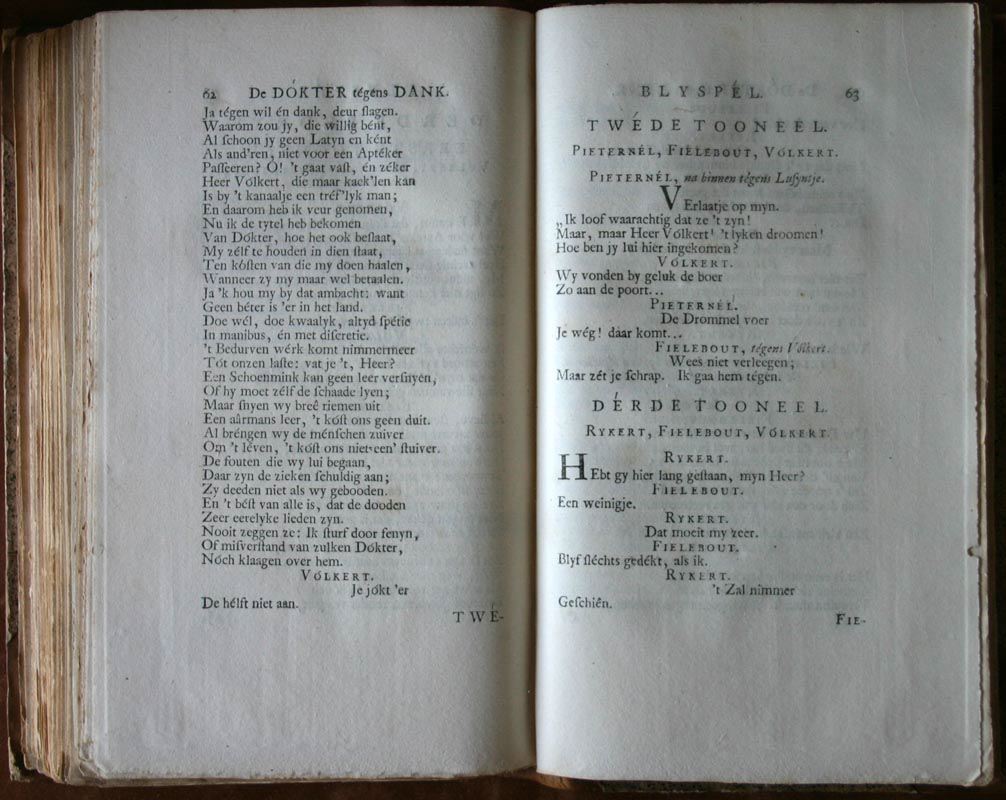 62 De DÓKTER tégéns DANK.
Ja tégen wil én dank, deur ſlagen.
Waarom zou jy, die willig bént,
Al ſchoon jy geen Latyn en ként
Als and'ren, niet voor een Aptéker
Paſſeeren? O! 't gaat vaſt, én zéker
Heer Vólkert, die maar kack'len kan
Is by 't kanaalje een tréf'lyk man;
En daarom heb ik veur genomen,
Nu ik de tytel heb bekomen
Van Dókter, hoe het ook beſlaat,
My zélf te houden in dien ſtaat,
Ten kóſten van die my doen haalen,
Wanneer zy my maar wel betaalen.
Ja 'k hou my by dat ambacht: want
Geen béter is 'er in het land.
Doe wél, doe kwaalyk, altyd ſpétie
In manibus, én met diſcretie.
't Bedurven wérk komt nimmermeer
Tót onzen laſte: vat je 't, Heer?
Een Schoenmink kan geen leer verſnyén,
Of hy moet zélf de ſchaade lyen;
Maar ſnyen wy breê riemen uit
Een aârmans leer, 't kóſt ons geen duit.
Al bréngen wy de ménſchen zuiver
Om 't léven, 't kóſt ons niet een' ſtuiver.
De fouten die wy lui begaan,
Daar zyn de zieken ſchuldig aan;
Zy deeden niet als wy gebooden.
En 't béſt van alle is, dat de dooden
Zeer eerelyke lieden zyn.
Nooit zeggen ze: Ik ſturf door fenyn,
Of miſverſtand van zulken Dókter,
Nóch klaagen over hem.
VÓLKERT.
Je jókt 'er
De hélft niet aan.
TWÉ-
BLYSPÉL. 63
TWÉDE TOONEEL.
PIETERNÉL, FIELEBOUT, VÓLKERT.
PIETERNÉL, na binnen tégens Luſyntje.
VErlaatje op myn.
„Ik loof waarachtig dat ze 't zyn!
Maar, maar Heer Vólkert! 't lyken droomen!
Hoe ben jy lui hier ingekomen?
VÓLKERT.
Wy vonden by geluk de boer
Zo aan de poort...
PIETERNÉL.
De Drommel voer
Je wég! daar komt...
FIELEBOUT, tégens Vólkert.
Wees niet verleegen;
Maar zét je ſchrap. Ik gaa hem tégen.
DÉRDE TOONEEL.
RYKERT, FIELEBOUT, VÓLKERT.
RYKERT.
HEbt gy hier lang geſtaan, myn Heer?
FIELEBOUT.
Een weinigje.
RYKERT.
Dat moeit my zeer.
FIELEBOUT.
Blyf ſléchts gedékt, als ik.
RYKERT.
't Zal nimmer
Geſchiên.
FIE-